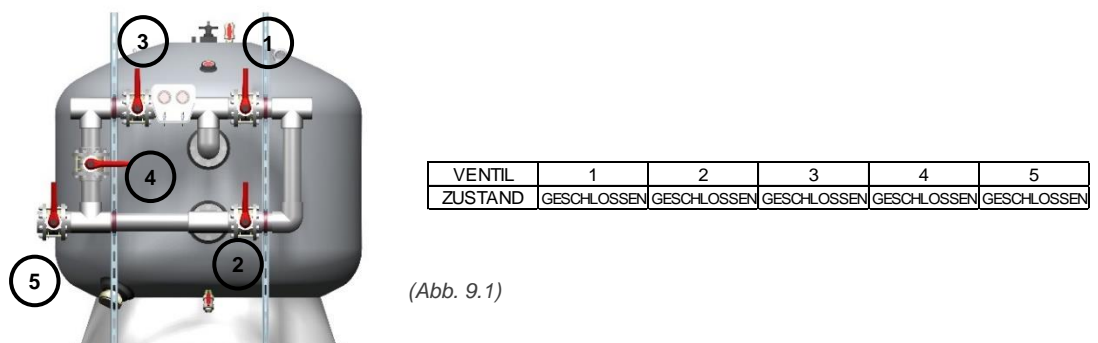 3
1
4
2
5
VENTIL 1 2 3 4 5
ZUSTAND GESCHLOSSEN GESCHLOSSEN GESCHLOSSEN GESCHLOSSEN GESCHLOSSEN
(Abb. 9.1)